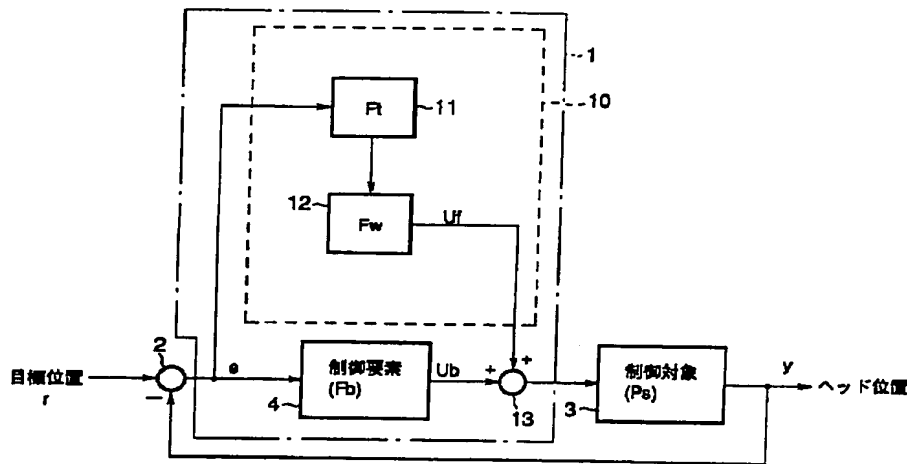 1
10
Ft
11
12
Fw
Uf
2
目標位置
r
−
e
制御要素
(Fb)
4
Ub
+
+
13
制御対象
(Ps)
3
y
ヘッド位置